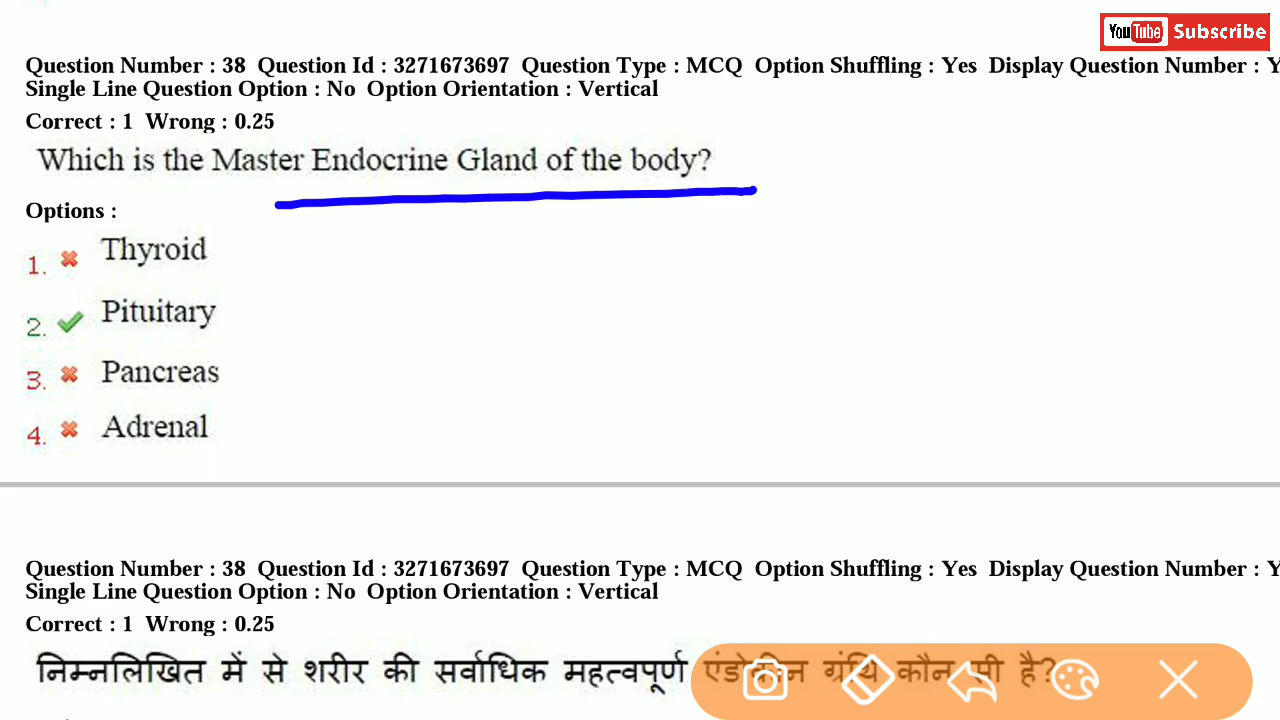 YouTube Subscribe
Question Number : 38 Question Id : 3271673697 Question Type : MCQ Option Shuffling : Yes Display Question Number : Y
Single Line Question Option : No Option Orientation : Vertical
Correct : 1 Wrong : 0.25
Which is the Master Endocrine Gland of the body?
Options :
1. Thyroid
2. Pituitary
3. Pancreas
4. Adrenal
Question Number : 38 Question Id : 3271673697 Question Type : MCQ Option Shuffling : Yes Display Question Number : Y
Single Line Question Option : No Option Orientation : Vertical
Correct : 1 Wrong : 0.25
निम्नलिखित में से शरीर की सर्वाधिक महत्वपूर्ण ग्रंथि कौन सी है?